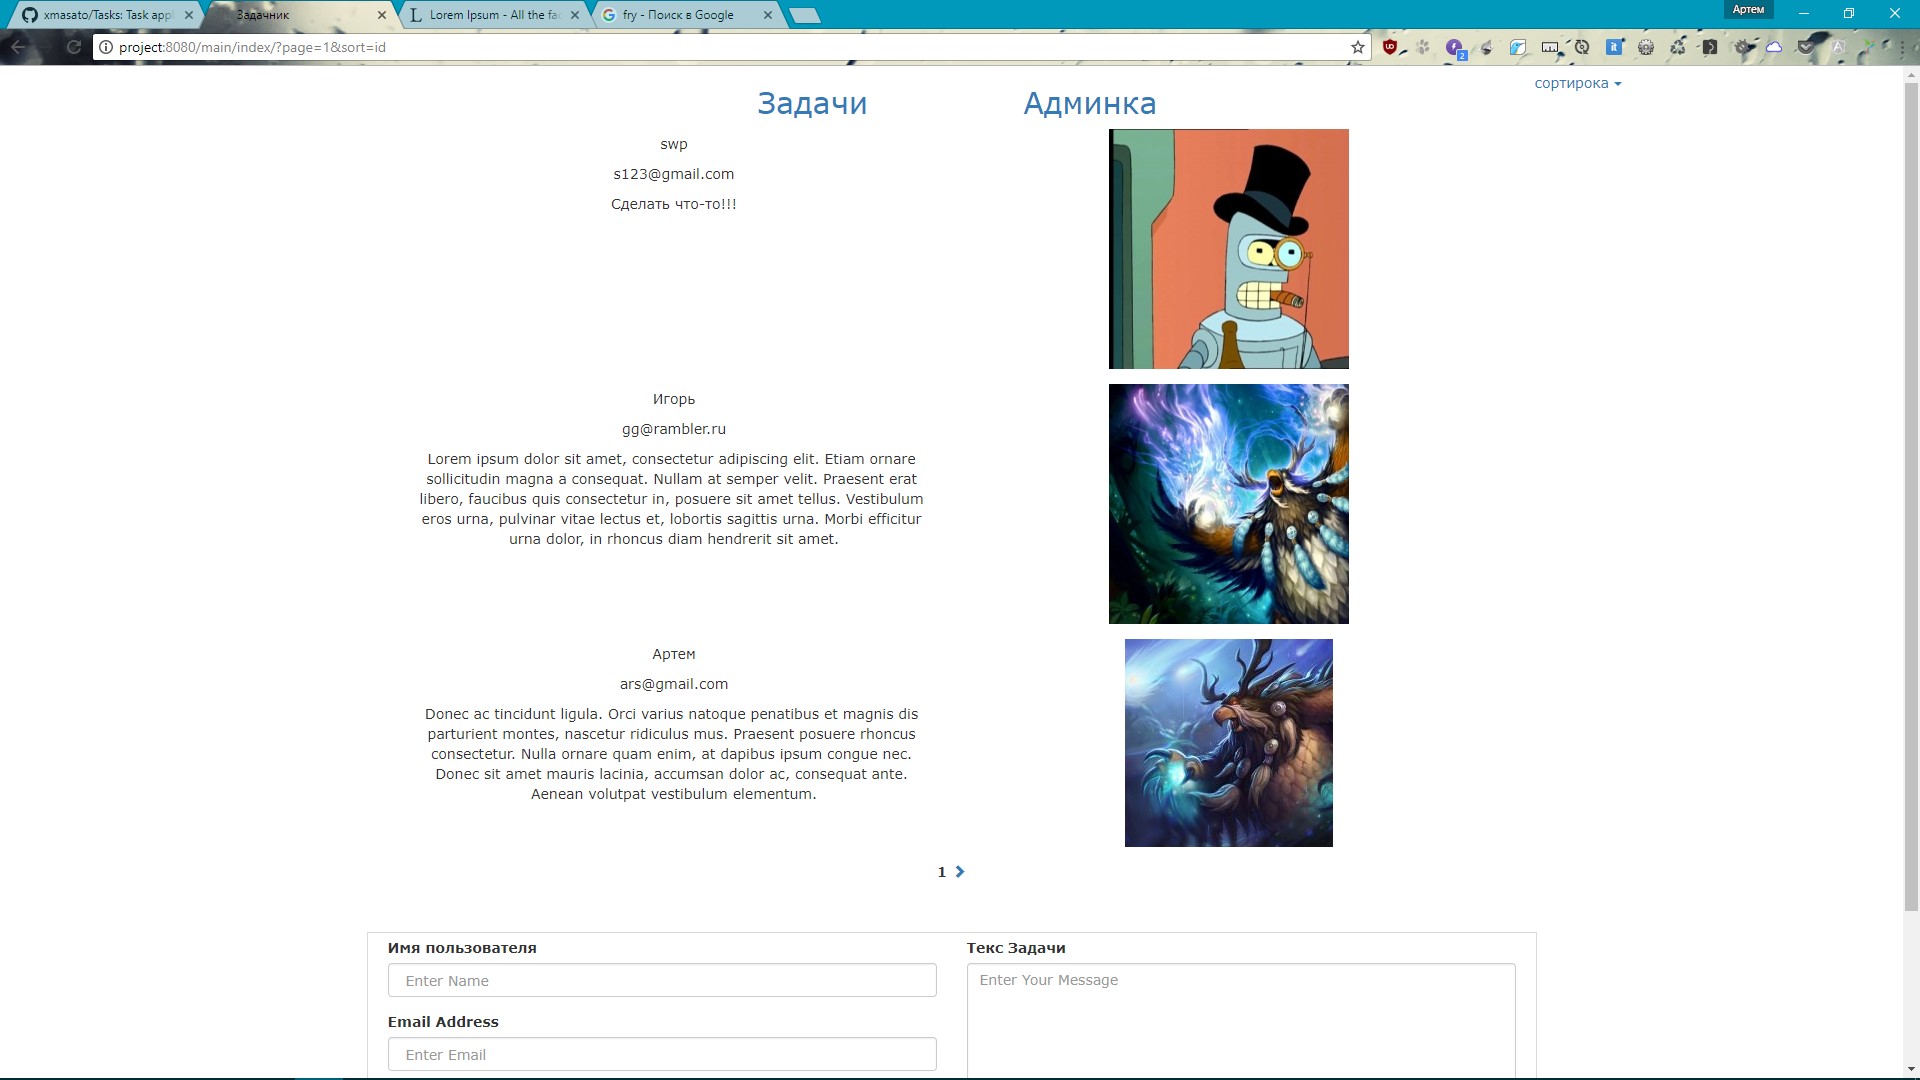 xmasato/Tasks: Task appl
Задачник
Lorem Ipsum - All the fac
fry - Поиск в Google
Артем
project:8080/main/index/?page=1&sort=id
2
сортирока
Задачи
Админка
swp
s123@gmail.com
Сделать что-то!!!
Игорь
gg@rambler.ru
Lorem ipsum dolor sit amet, consectetur adipiscing elit. Etiam ornare
sollicitudin magna a consequat. Nullam at semper velit. Praesent erat
libero, faucibus quis consectetur in, posuere sit amet tellus. Vestibulum
eros urna, pulvinar vitae lectus et, lobortis sagittis urna. Morbi efficitur
urna dolor, in rhoncus diam hendrerit sit amet.
Артем
ars@gmail.com
Donec ac tincidunt ligula. Orci varius natoque penatibus et magnis dis
parturient montes, nascetur ridiculus mus. Praesent posuere rhoncus
consectetur. Nulla ornare quam enim, at dapibus ipsum congue nec.
Donec sit amet mauris lacinia, accumsan dolor ac, consequat ante.
Aenean volutpat vestibulum elementum.
1
Имя пользователя
Enter Name
Email Address
Enter Email
Текс Задачи
Enter Your Message